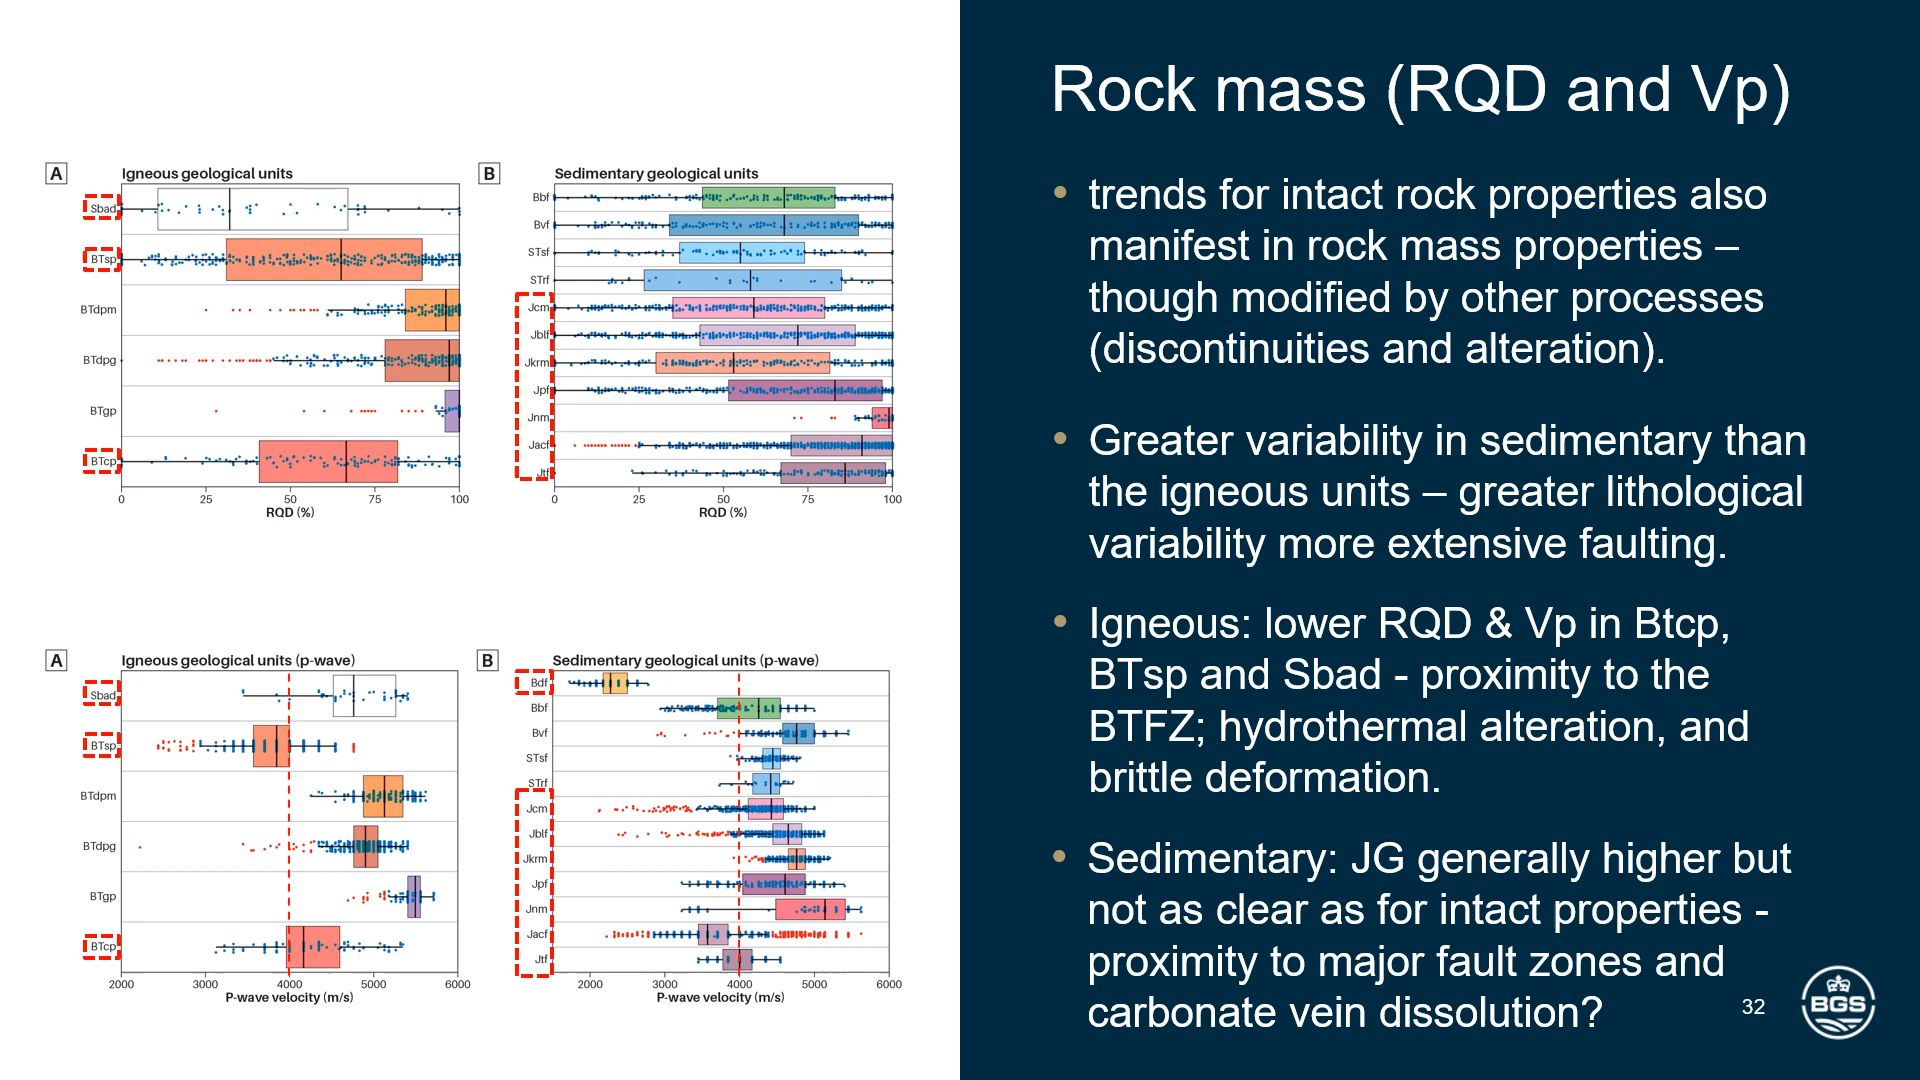 Rock mass (RQD and Vp)
• trends for intact rock properties also
manifest in rock mass properties –
though modified by other processes
(discontinuities and alteration).
• Greater variability in sedimentary than
the igneous units – greater lithological
variability more extensive faulting.
• Igneous: lower RQD & Vp in Btcp,
BTsp and Sbad - proximity to the
BTFZ; hydrothermal alteration, and
brittle deformation.
• Sedimentary: JG generally higher but
not as clear as for intact properties -
proximity to major fault zones and
carbonate vein dissolution?
32
BGS
A
Igneous geological units
Sbad
BTsp
BTdpm
BTdpg
BTgp
BTcp
0 25 50 75 100
RQD (%)
B
Sedimentary geological units
Bbf
Bvf
STsf
STrf
Jcm
Jblf
Jkrm
Jpf
Jnm
Jacf
Jtf
0 25 50 75 100
RQD (%)
A
Igneous geological units (p-wave)
Sbad
BTsp
BTdpm
BTdpg
BTgp
BTcp
2000 3000 4000 5000 6000
P-wave velocity (m/s)
B
Sedimentary geological units (p-wave)
Bdf
Bbf
Bvf
STsf
STrf
Jcm
Jblf
Jkrm
Jpf
Jnm
Jacf
Jtf
2000 3000 4000 5000 6000
P-wave velocity (m/s)